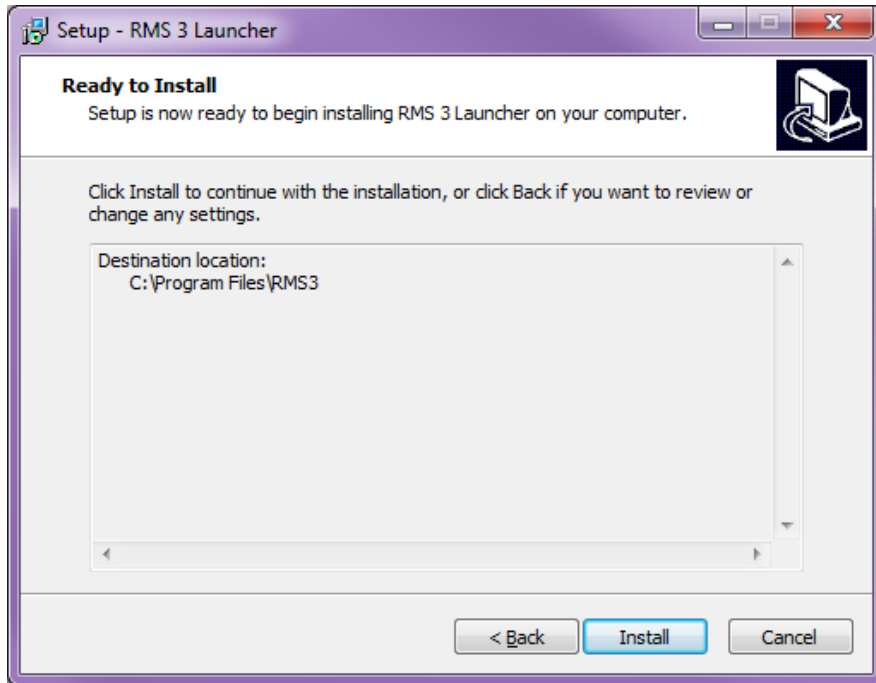 Setup - RMS 3 Launcher
Ready to Install
Setup is now ready to begin installing RMS 3 Launcher on your computer.
Click Install to continue with the installation, or click Back if you want to review or
change any settings.
Destination location:
C:\Program Files\RMS3
< Back
Install
Cancel